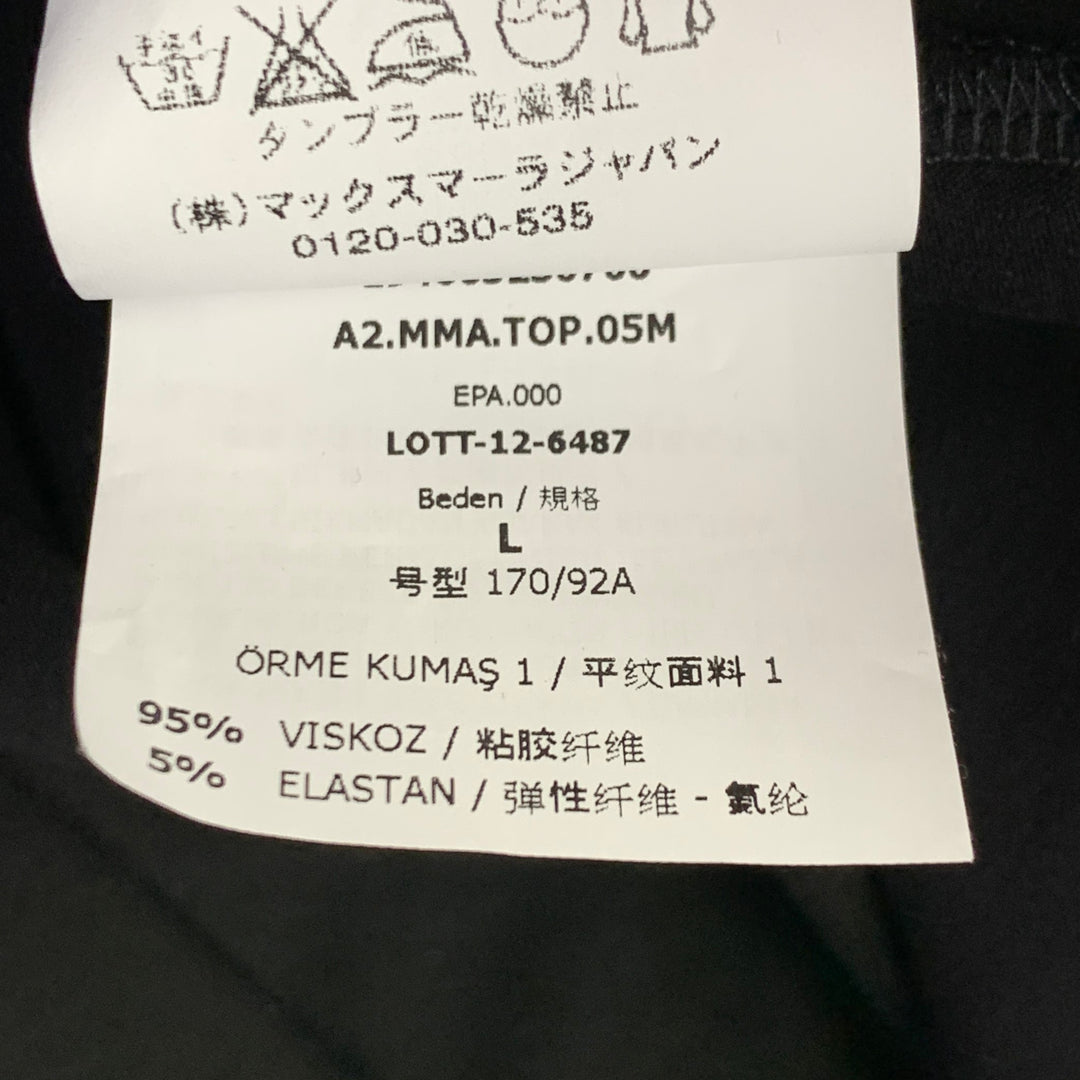 タンブラー乾燥禁止
(株)マックスマーラジャパン
0120-030-535
A2.MMA.TOP.05M
EPA.000
LOTT-12-6487
Beden / 規格
L
号型 170/92A
ÖRME KUMAŞ 1 / 平纹面料 1
95% VISKOZ / 粘胶纤维
5% ELASTAN / 弹性纤维 - 氨纶